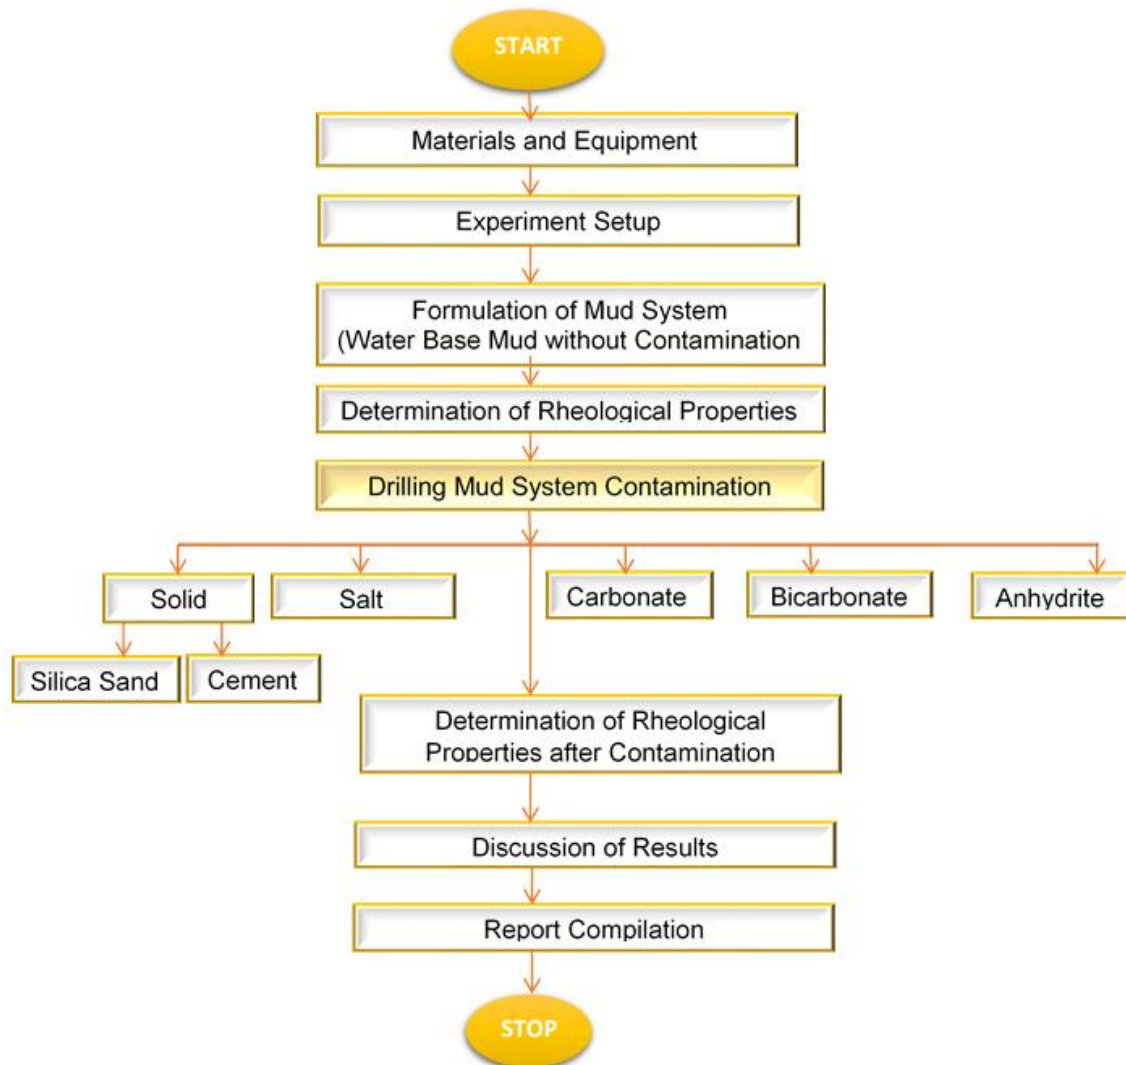 START
Materials and Equipment
Experiment Setup
Formulation of Mud System
(Water Base Mud without Contamination
Determination of Rheological Properties
Drilling Mud System Contamination
Solid
Salt
Carbonate
Bicarbonate
Anhydrite
Silica Sand
Cement
Determination of Rheological
Properties after Contamination
Discussion of Results
Report Compilation
STOP